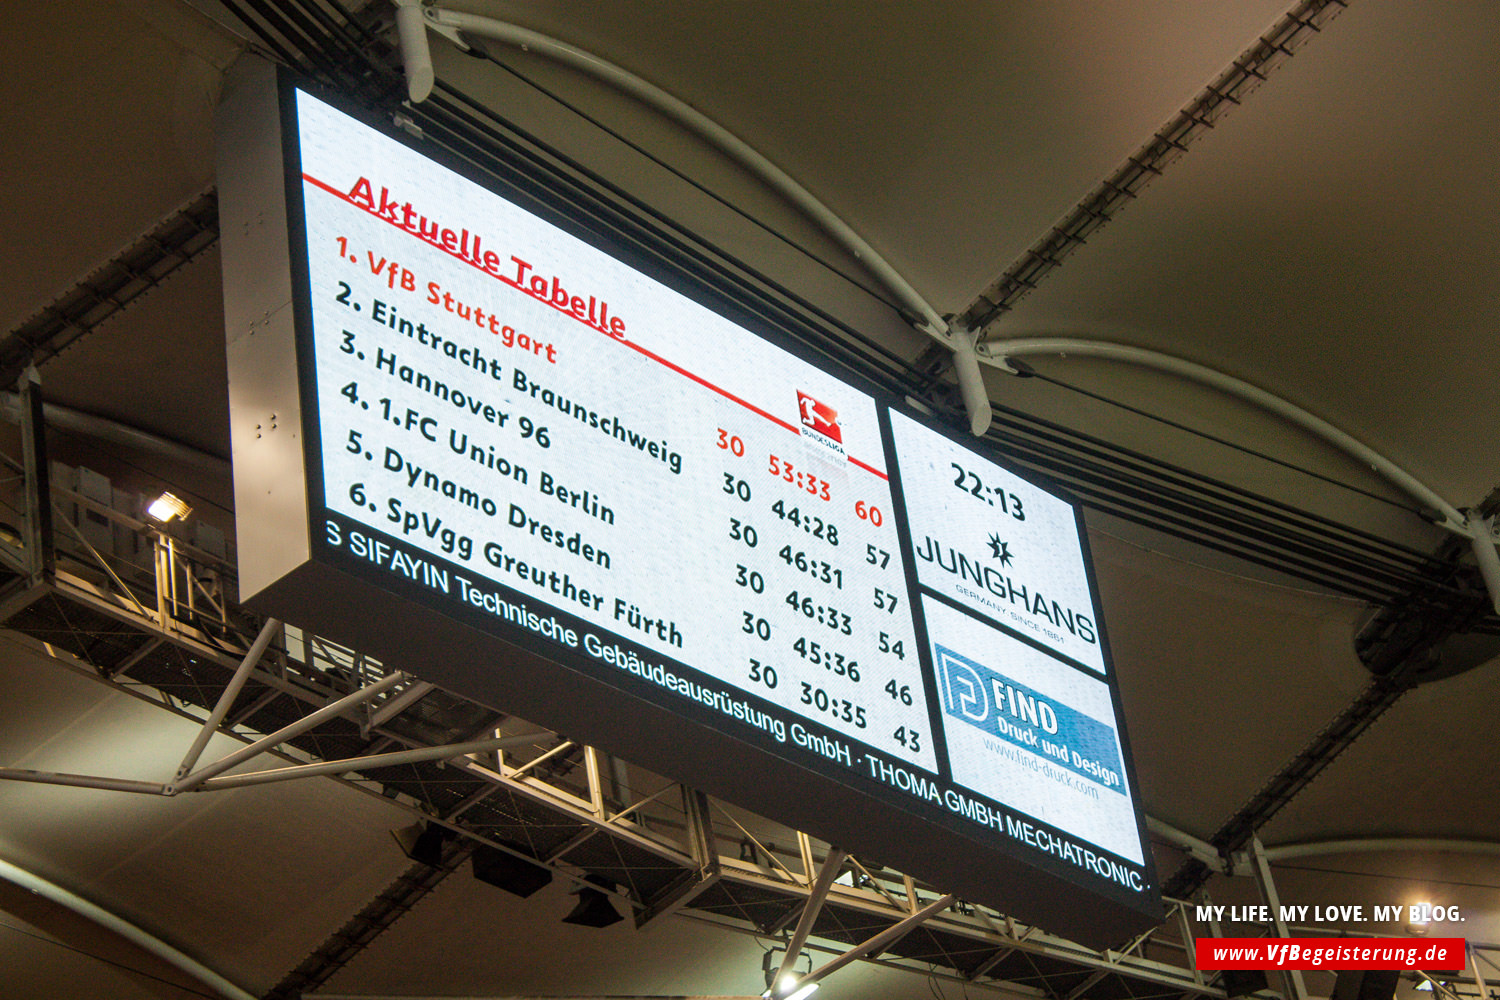 Aktuelle Tabelle
BUNDESLIGA
1. VfB Stuttgart 30 53:33 60
2. Eintracht Braunschweig 30 44:28 57
3. Hannover 96 30 46:31 57
4. 1.FC Union Berlin 30 46:33 54
5. Dynamo Dresden 30 45:36 46
6. SpVgg Greuther Fürth 30 30:35 43
22:13
JUNGHANS
GERMANY SINCE 1861
FIND
Druck und Design
www.find-druck.com
S SIFAYIN Technische Gebäudeausrüstung GmbH · THOMA GMBH MECHATRONIC ·
MY LIFE. MY LOVE. MY BLOG.
www.VfBegeisterung.de